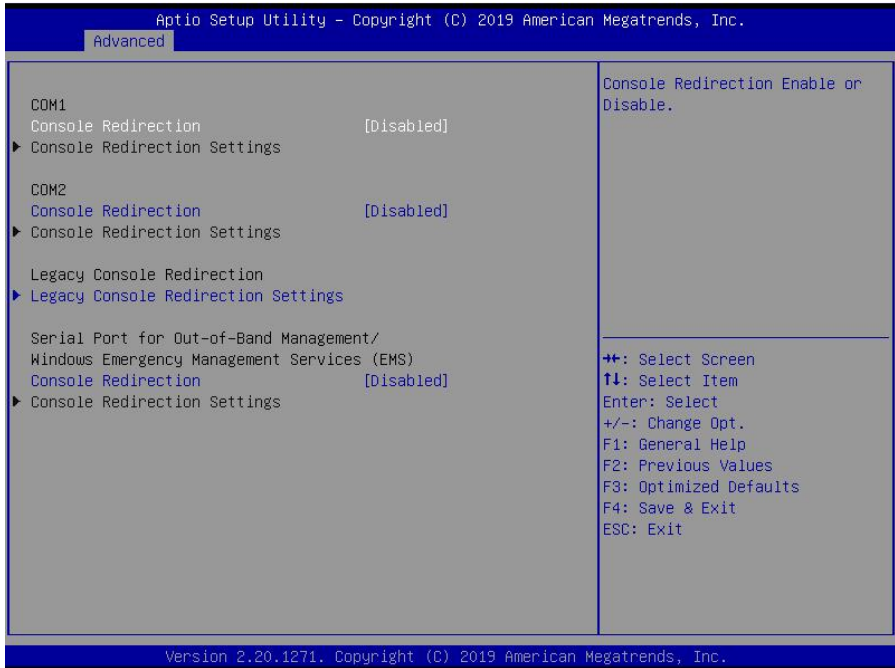 Aptio Setup Utility – Copyright (C) 2019 American Megatrends, Inc.
Advanced
COM1
Console Redirection [Disabled]
▶ Console Redirection Settings
COM2
Console Redirection [Disabled]
▶ Console Redirection Settings
Legacy Console Redirection
▶ Legacy Console Redirection Settings
Serial Port for Out-of-Band Management/
Windows Emergency Management Services (EMS)
Console Redirection [Disabled]
▶ Console Redirection Settings
Console Redirection Enable or
Disable.
→←: Select Screen
↑↓: Select Item
Enter: Select
+/-: Change Opt.
F1: General Help
F2: Previous Values
F3: Optimized Defaults
F4: Save & Exit
ESC: Exit
Version 2.20.1271. Copyright (C) 2019 American Megatrends, Inc.